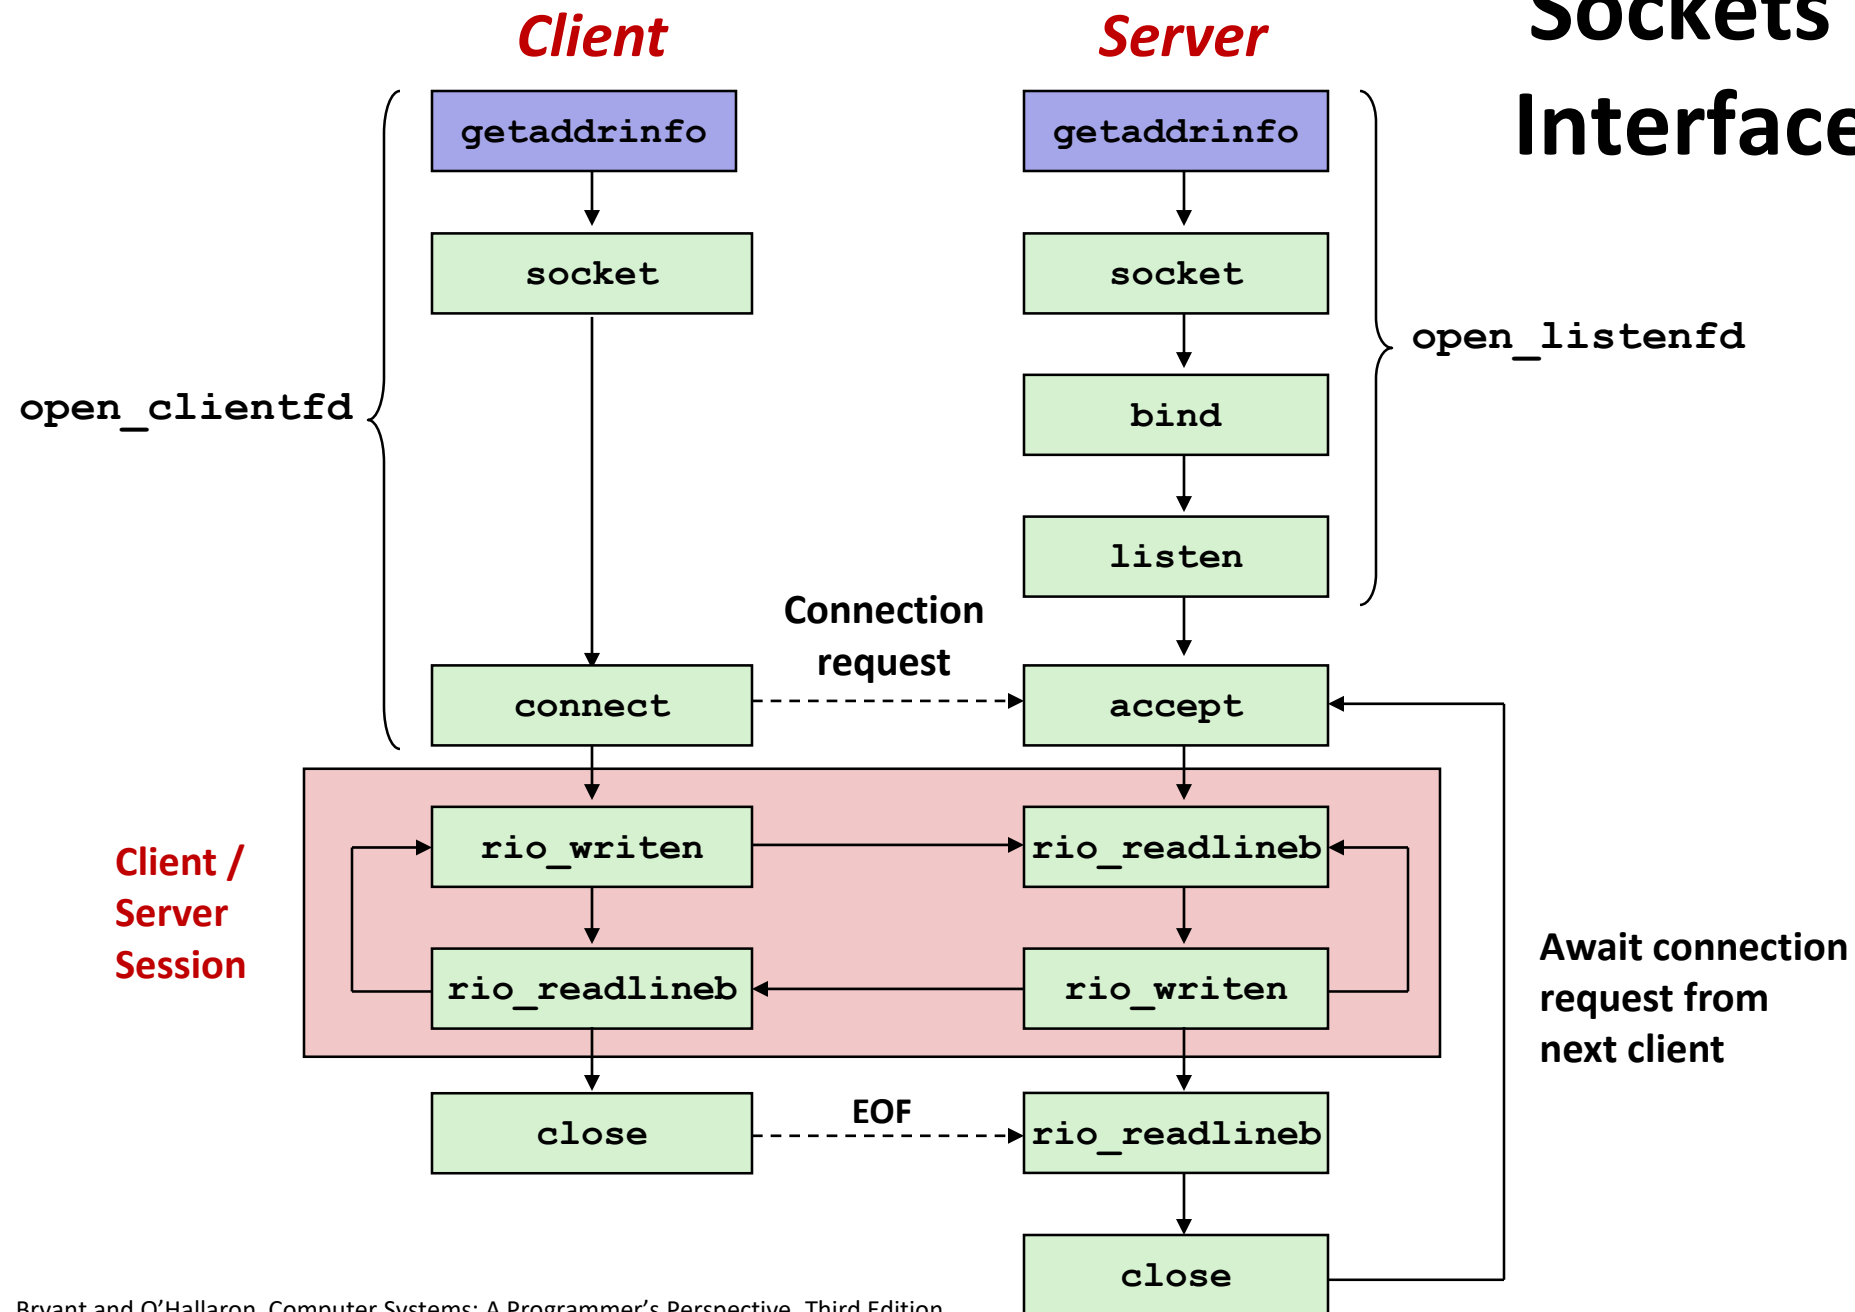 Sockets
Interface
Client
Server
getaddrinfo
getaddrinfo
socket
socket
open_listenfd
open_clientfd
bind
listen
Connection
request
connect
accept
Client /
Server
Session
rio_writen
rio_readlineb
rio_readlineb
rio_writen
Await connection
request from
next client
close
EOF
rio_readlineb
close
Bryant and O'Hallaron, Computer Systems: A Programmer's Perspective, Third Edition